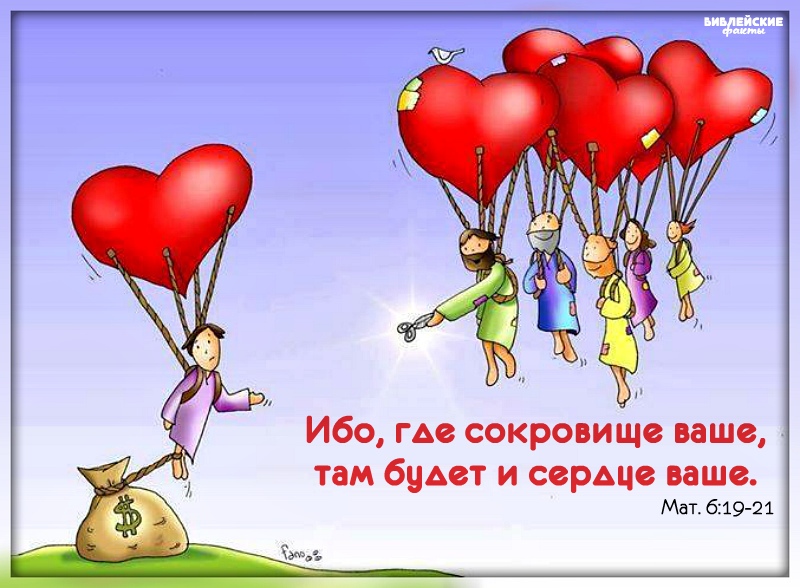 БИБЛЕЙСКИЕ
факты
Ибо, где сокровище ваше,
там будет и сердце ваше.
Мат. 6:19-21
$
fano